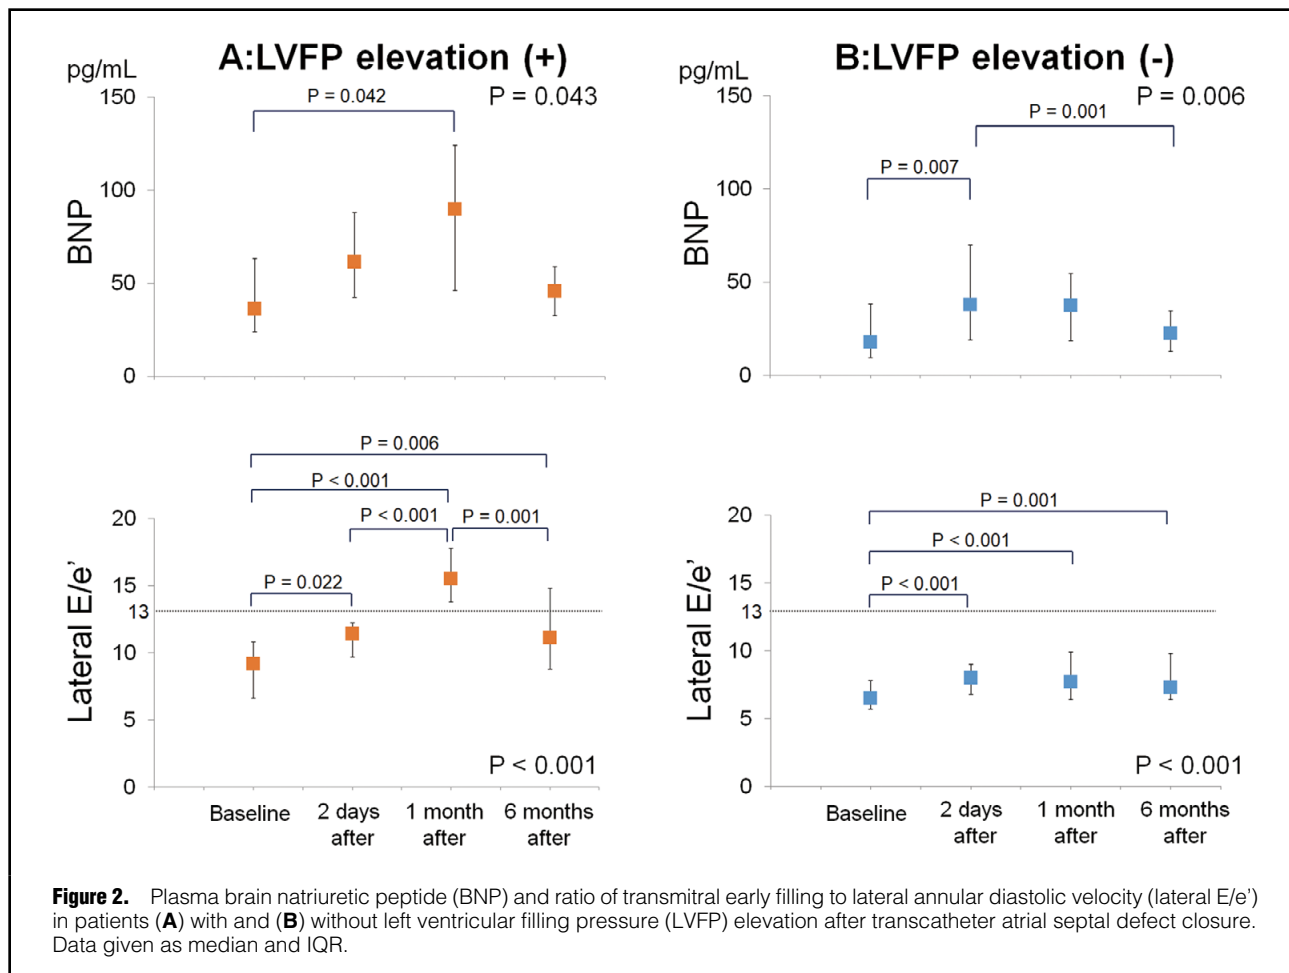 A:LVFP elevation (+)
pg/mL
150
100
50
0
BNP
P = 0.042
P = 0.043
B:LVFP elevation (-)
pg/mL
150
100
50
0
BNP
P = 0.006
P = 0.001
P = 0.007
P = 0.006
P < 0.001
P < 0.001
P = 0.001
P = 0.022
20
15
13
10
5
0
Lateral E/e’
P < 0.001
Baseline
2 days
after
1 month
after
6 months
after
P = 0.001
P < 0.001
P < 0.001
20
15
13
10
5
0
Lateral E/e’
P < 0.001
Baseline
2 days
after
1 month
after
6 months
after
Figure 2. Plasma brain natriuretic peptide (BNP) and ratio of transmitral early filling to lateral annular diastolic velocity (lateral E/e’)
in patients (A) with and (B) without left ventricular filling pressure (LVFP) elevation after transcatheter atrial septal defect closure.
Data given as median and IQR.